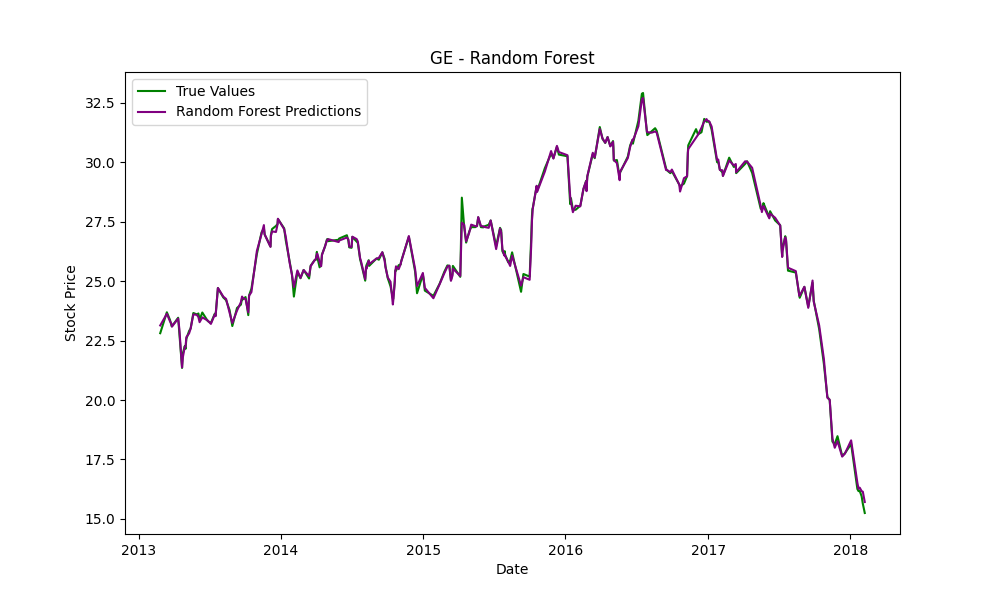 GE - Random Forest
True Values
Random Forest Predictions
Stock Price
32.5
30.0
27.5
25.0
22.5
20.0
17.5
15.0
2013 2014 2015 2016 2017 2018
Date